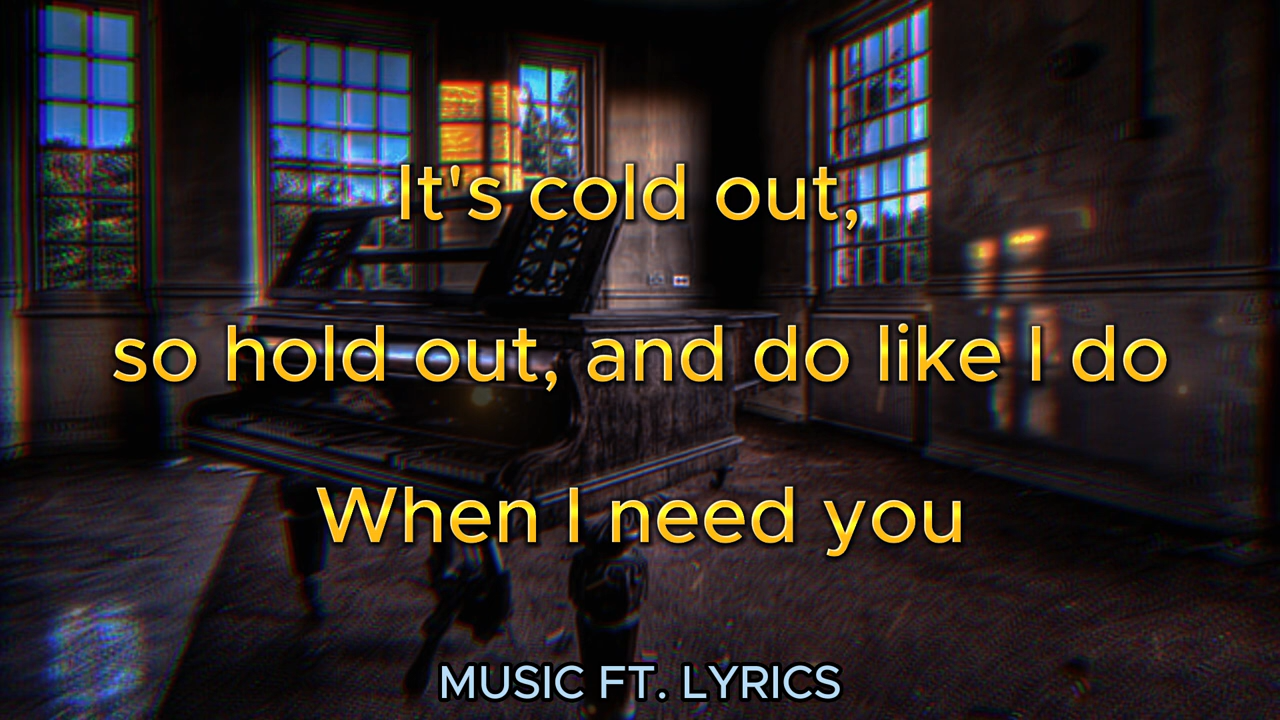 It's cold out,
so hold out, and do like I do
When I need you
MUSIC FT. LYRICS